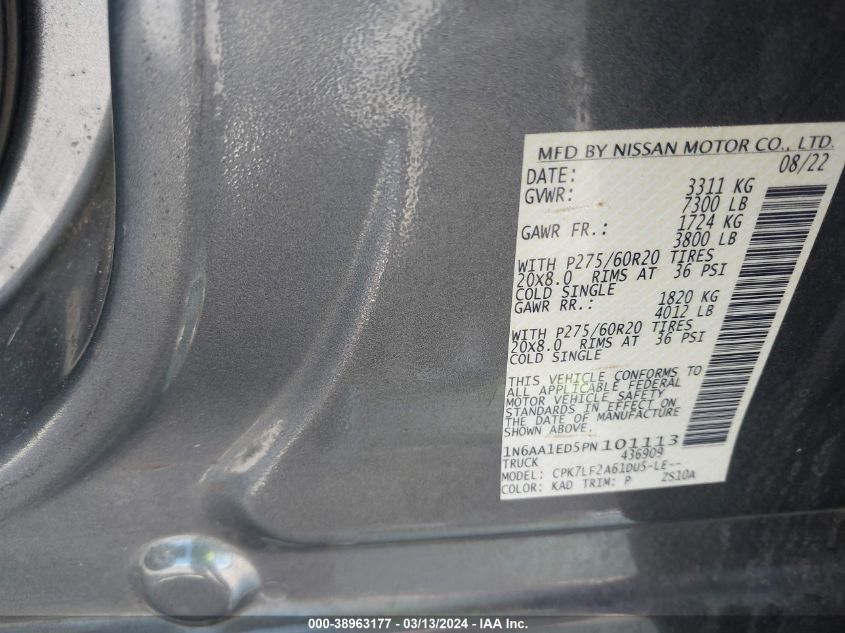 MFD BY NISSAN MOTOR CO., LTD.
DATE: 08/22
GVWR: 3311 KG
7300 LB
GAWR FR.: 1724 KG
3800 LB
WITH P275/60R20 TIRES
20X8.0 RIMS AT 36 PSI
COLD SINGLE
GAWR RR.: 1820 KG
4012 LB
WITH P275/60R20 TIRES
20X8.0 RIMS AT 36 PSI
COLD SINGLE
THIS VEHICLE CONFORMS TO
ALL APPLICABLE FEDERAL
MOTOR VEHICLE SAFETY
STANDARDS IN EFFECT ON
THE DATE OF MANUFACTURE
SHOWN ABOVE.
1N6AA1ED5PN101113
TRUCK 436909
MODEL: CPK7LF2A61DUS-LE--
COLOR: KAD TRIM: P ZS10A
000-38963177 - 03/13/2024 - IAA Inc.